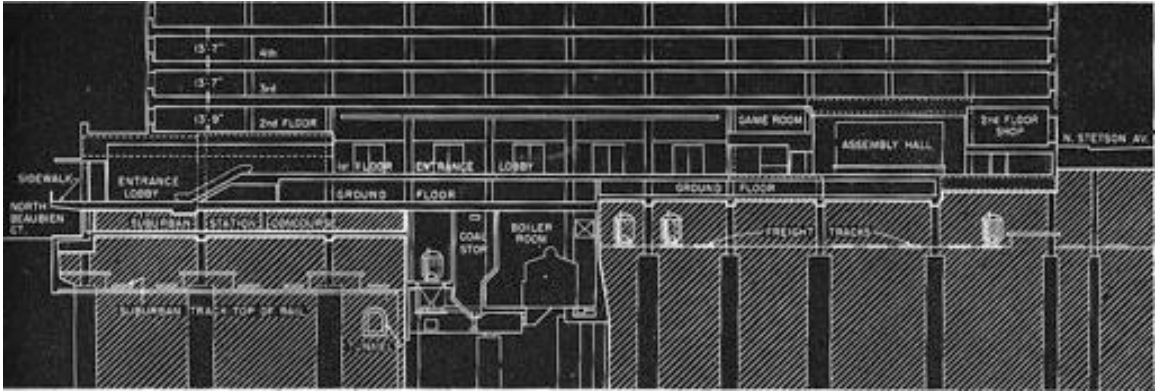 13'-7"
4th
13'-7"
3rd
13'-9"
2nd FLOOR
GAME ROOM
2nd FLOOR
SHOP
N. STETSON AV.
ASSEMBLY HALL
1st FLOOR ENTRANCE LOBBY
SIDEWALK
ENTRANCE
LOBBY
GROUND FLOOR
GROUND FLOOR
NORTH
BEAUBIEN
CT.
SUBURBAN STATION CONCOURSE
COAL
BOILER
ROOM
FREIGHT TRACKS
SUBURBAN TRACK TOP OF RAIL
TUNNEL